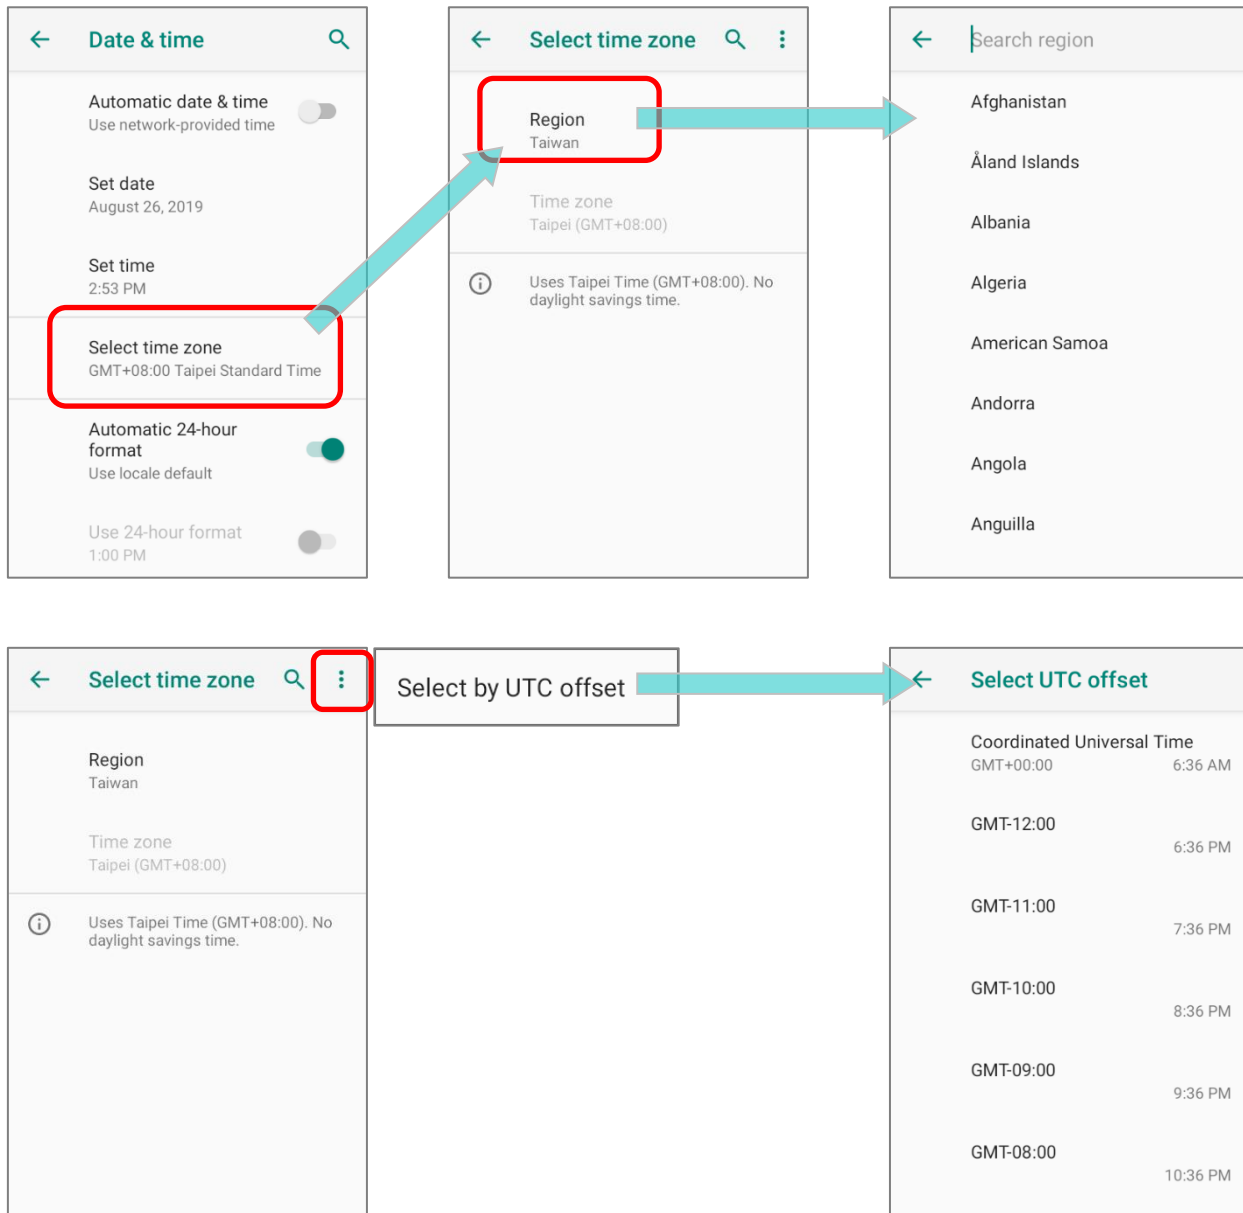 Date & time
Automatic date & time
Use network-provided time
Set date
August 26, 2019
Set time
2:53 PM
Select time zone
GMT+08:00 Taipei Standard Time
Automatic 24-hour
format
Use locale default
Use 24-hour format
1:00 PM
Select time zone
Region
Taiwan
Time zone
Taipei (GMT+08:00)
Uses Taipei Time (GMT+08:00). No
daylight savings time.
Search region
Afghanistan
Åland Islands
Albania
Algeria
American Samoa
Andorra
Angola
Anguilla
Select time zone
Region
Taiwan
Time zone
Taipei (GMT+08:00)
Uses Taipei Time (GMT+08:00). No
daylight savings time.
Select by UTC offset
Select UTC offset
Coordinated Universal Time
GMT+00:00 6:36 AM
GMT-12:00
6:36 PM
GMT-11:00
7:36 PM
GMT-10:00
8:36 PM
GMT-09:00
9:36 PM
GMT-08:00
10:36 PM